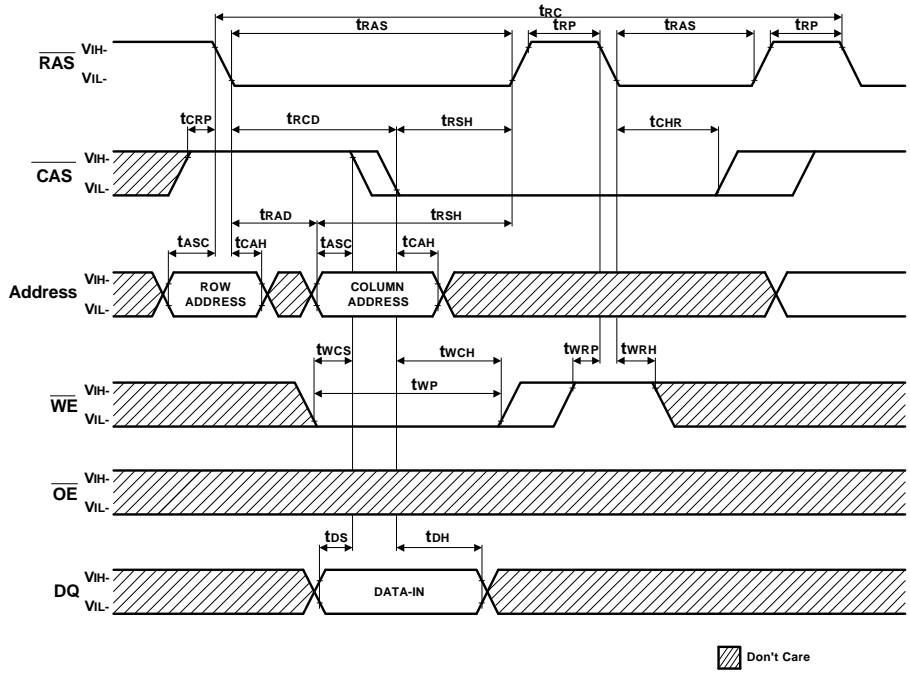 tRC
tRAS tRP tRAS tRP
RAS VIH-
VIL-
tCRP tRCD tRSH tCHR
CAS VIH-
VIL-
tRAD tRSH
tASC tCAH tASC tCAH
Address VIH-
VIL-
ROW
ADDRESS
COLUMN
ADDRESS
tWCS tWCH tWRP tWRH
tWP
WE VIH-
VIL-
OE VIH-
VIL-
tDS tDH
DQ VIH-
VIL-
DATA-IN
Don't Care